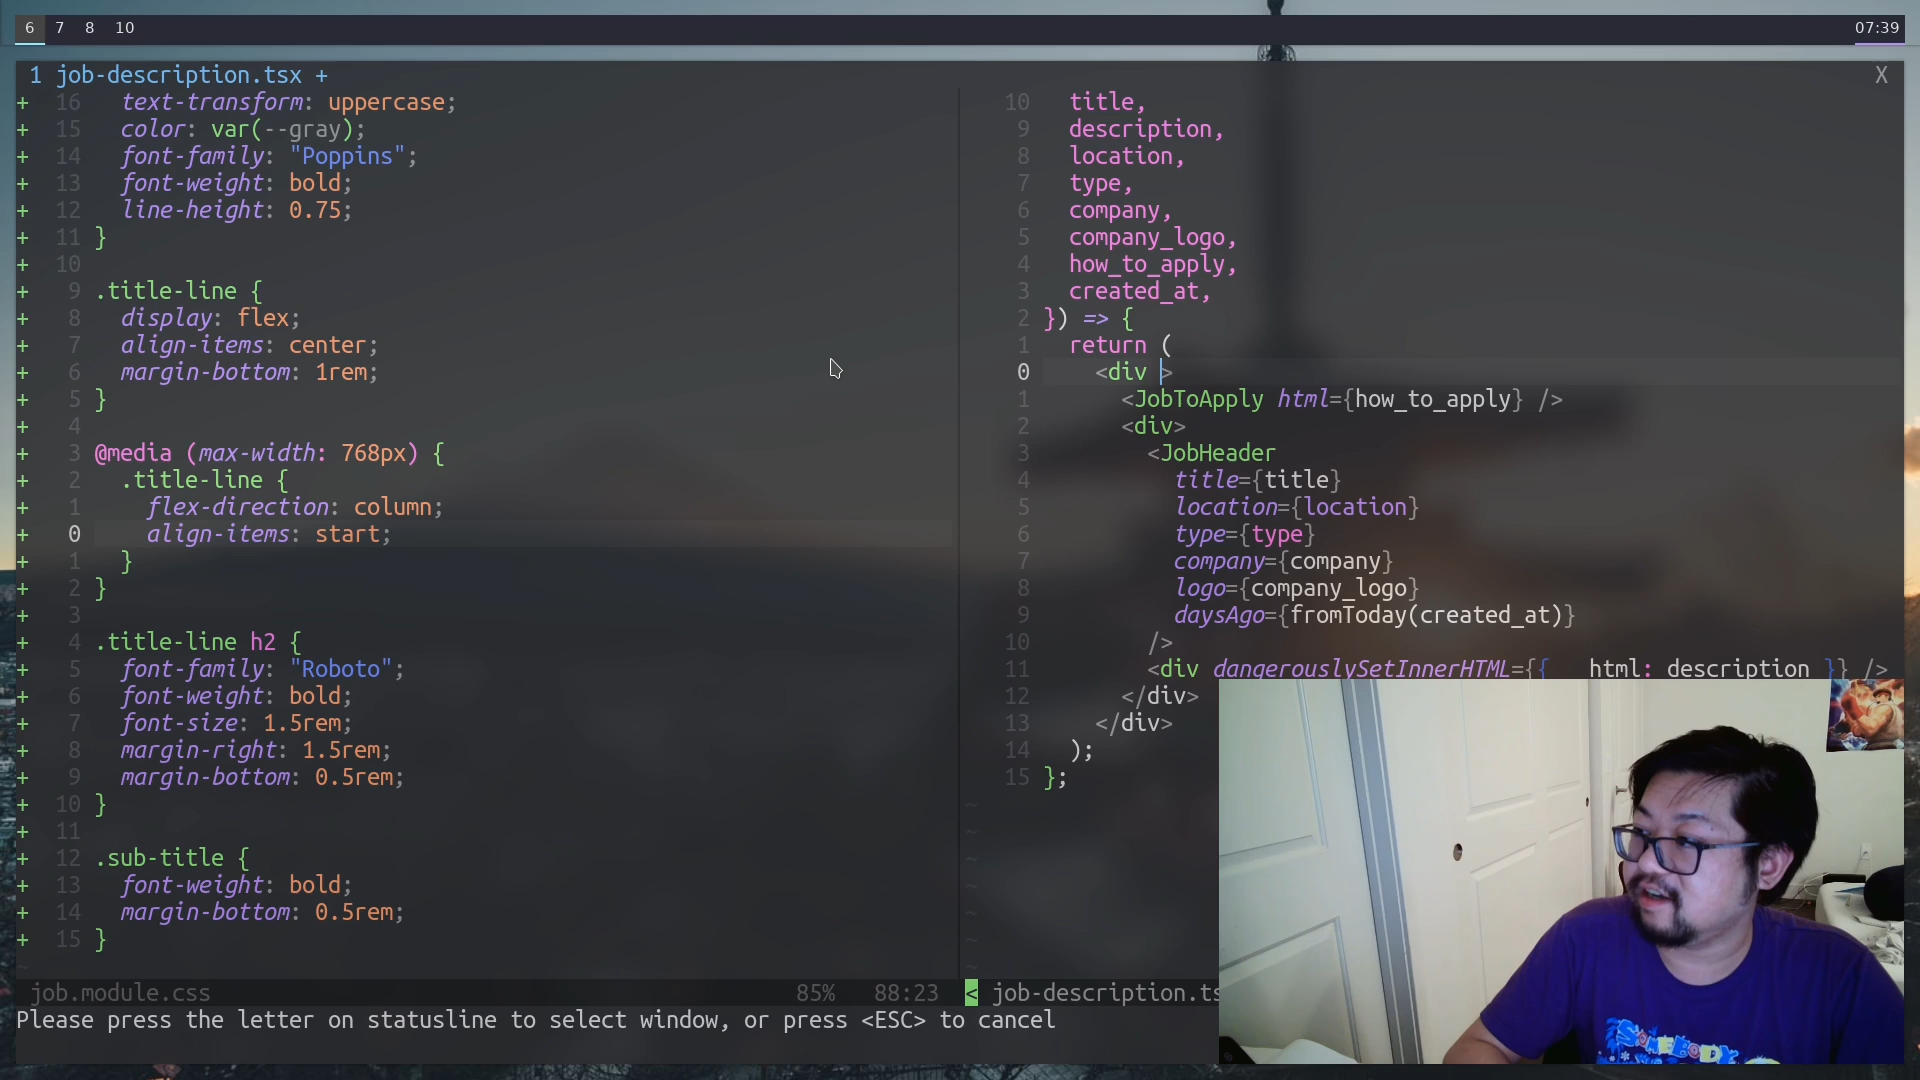 6 7 8 10
07:39
1 job-description.tsx + X
+ 16 text-transform: uppercase;
+ 15 color: var(--gray);
+ 14 font-family: "Poppins";
+ 13 font-weight: bold;
+ 12 line-height: 0.75;
+ 11 }
+ 10
+ 9 .title-line {
+ 8 display: flex;
+ 7 align-items: center;
+ 6 margin-bottom: 1rem;
+ 5 }
+ 4
+ 3 @media (max-width: 768px) {
+ 2 .title-line {
+ 1 flex-direction: column;
+ 0 align-items: start;
+ 1 }
+ 2 }
+ 3
+ 4 .title-line h2 {
+ 5 font-family: "Roboto";
+ 6 font-weight: bold;
+ 7 font-size: 1.5rem;
+ 8 margin-right: 1.5rem;
+ 9 margin-bottom: 0.5rem;
+ 10 }
+ 11
+ 12 .sub-title {
+ 13 font-weight: bold;
+ 14 margin-bottom: 0.5rem;
+ 15 }
~
job.module.css 85% 88:23
10 title,
9 description,
8 location,
7 type,
6 company,
5 company_logo,
4 how_to_apply,
3 created_at,
2 }) => {
1 return (
0 <div >
1 <JobToApply html={how_to_apply} />
2 <div>
3 <JobHeader
4 title={title}
5 location={location}
6 type={type}
7 company={company}
8 logo={company_logo}
9 daysAgo={fromToday(created_at)}
10 />
11 <div dangerouslySetInnerHTML={{ __html: description }} />
12 </div>
13 </div>
14 );
15 };
~
~
~
~
~
~
~
< job-description.ts
Please press the letter on statusline to select window, or press <ESC> to cancel
SOMEBODY